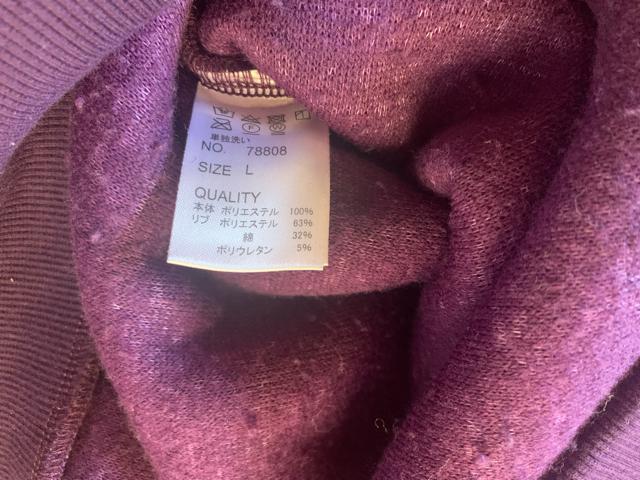 単独洗い
NO. 78808
SIZE L
QUALITY
本体 ポリエステル 100%
リブ ポリエステル 63%
綿 32%
ポリウレタン 5%